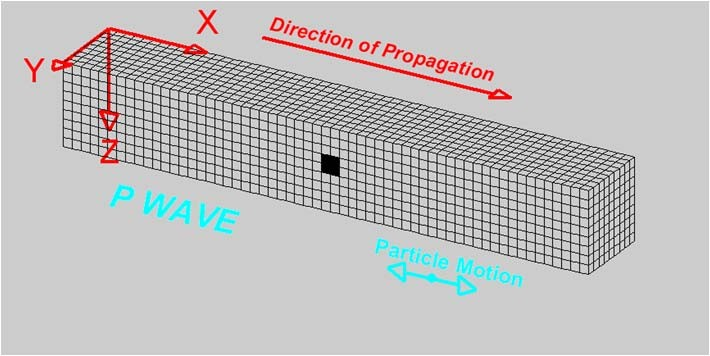 X
Direction of Propagation
Y
Z
P WAVE
Particle Motion